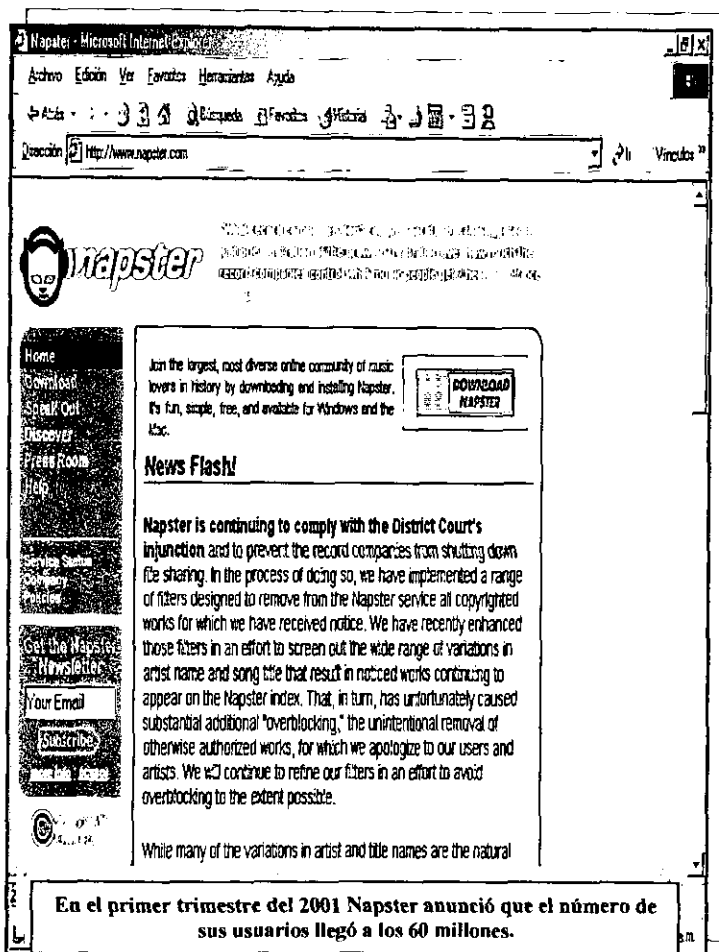 Napster - Microsoft Internet Explorer
Archivo Edición Ver Favoritos Herramientas Ayuda
Atrás Búsqueda Favoritos Historial
Dirección http://www.napster.com Ir Vínculos »
napster
record companies control
Home
Download
Speak Out
Discover
Press Room
Help
Company
Get the Napster
Newsletter
Your Email
Subscribe
Join the largest, most diverse online community of music
lovers in history by downloading and installing Napster.
It's fun, simple, free, and available for Windows and the
Mac.
DOWNLOAD
NAPSTER
News Flash!
Napster is continuing to comply with the District Court's
injunction and to prevent the record companies from shutting down
file sharing. In the process of doing so, we have implemented a range
of filters designed to remove from the Napster service all copyrighted
works for which we have received notice. We have recently enhanced
those filters in an effort to screen out the wide range of variations in
artist name and song title that result in noticed works continuing to
appear on the Napster index. That, in turn, has unfortunately caused
substantial additional "overblocking," the unintentional removal of
otherwise authorized works, for which we apologize to our users and
artists. We will continue to refine our filters in an effort to avoid
overblocking to the extent possible.
While many of the variations in artist and title names are the natural
En el primer trimestre del 2001 Napster anunció que el número de
sus usuarios llegó a los 60 millones.